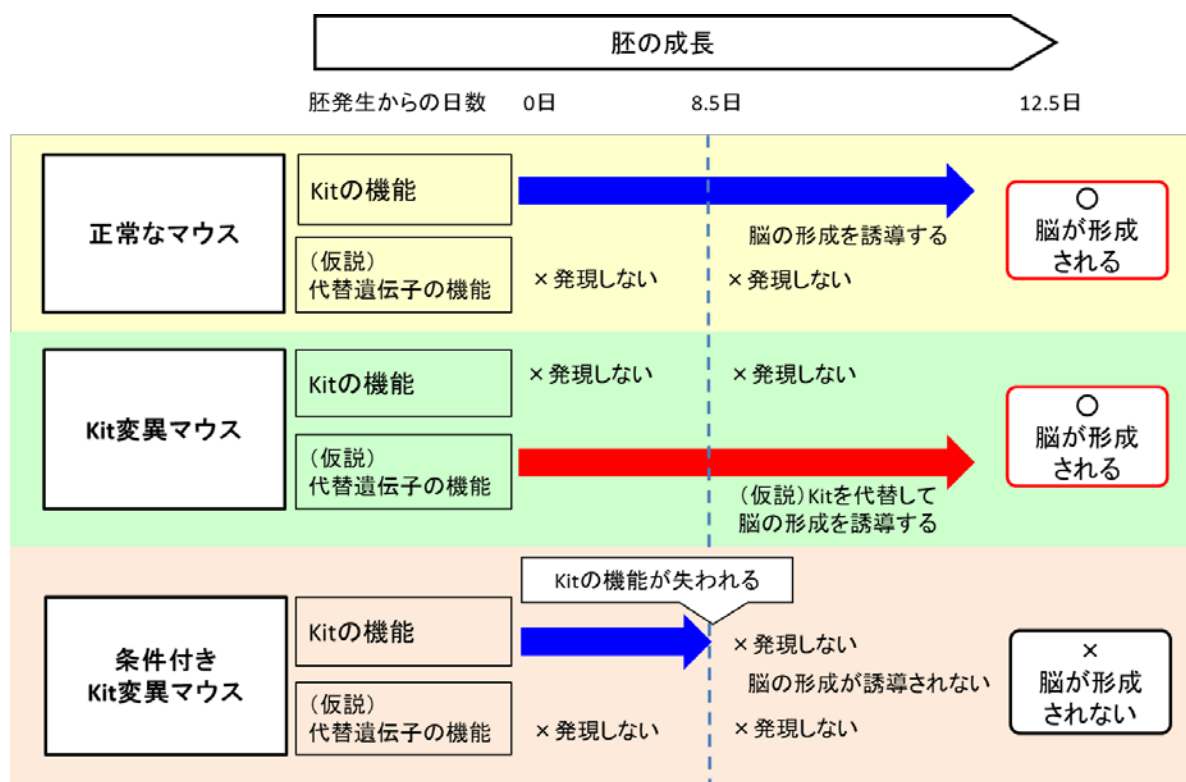 胚の成長
胚発生からの日数 0日 8.5日 12.5日
正常なマウス
Kitの機能
脳の形成を誘導する
(仮説)
代替遺伝子の機能
×発現しない ×発現しない
○
脳が形成
される
Kit変異マウス
Kitの機能
×発現しない ×発現しない
(仮説)
代替遺伝子の機能
(仮説)Kitを代替して
脳の形成を誘導する
○
脳が形成
される
Kitの機能が失われる
条件付き
Kit変異マウス
Kitの機能
×発現しない
脳の形成が誘導されない
(仮説)
代替遺伝子の機能
×発現しない ×発現しない
×
脳が形成
されない